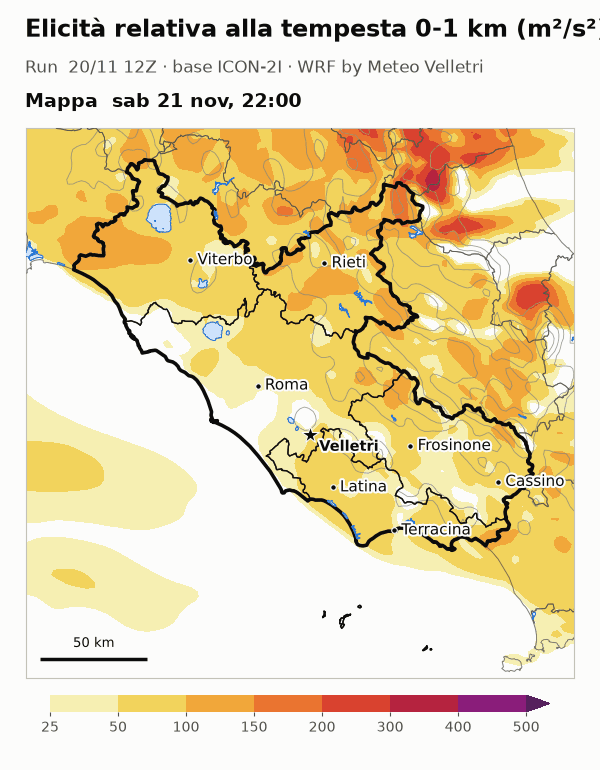 Elicità relativa alla tempesta 0-1 km (m²/s²)
Run  20/11 12Z · base ICON-2I · WRF by Meteo Velletri
Mappa  sab 21 nov, 22:00
Viterbo
Rieti
Roma
Velletri
Frosinone
Latina
Cassino
Terracina
50 km
25 50 100 150 200 300 400 500